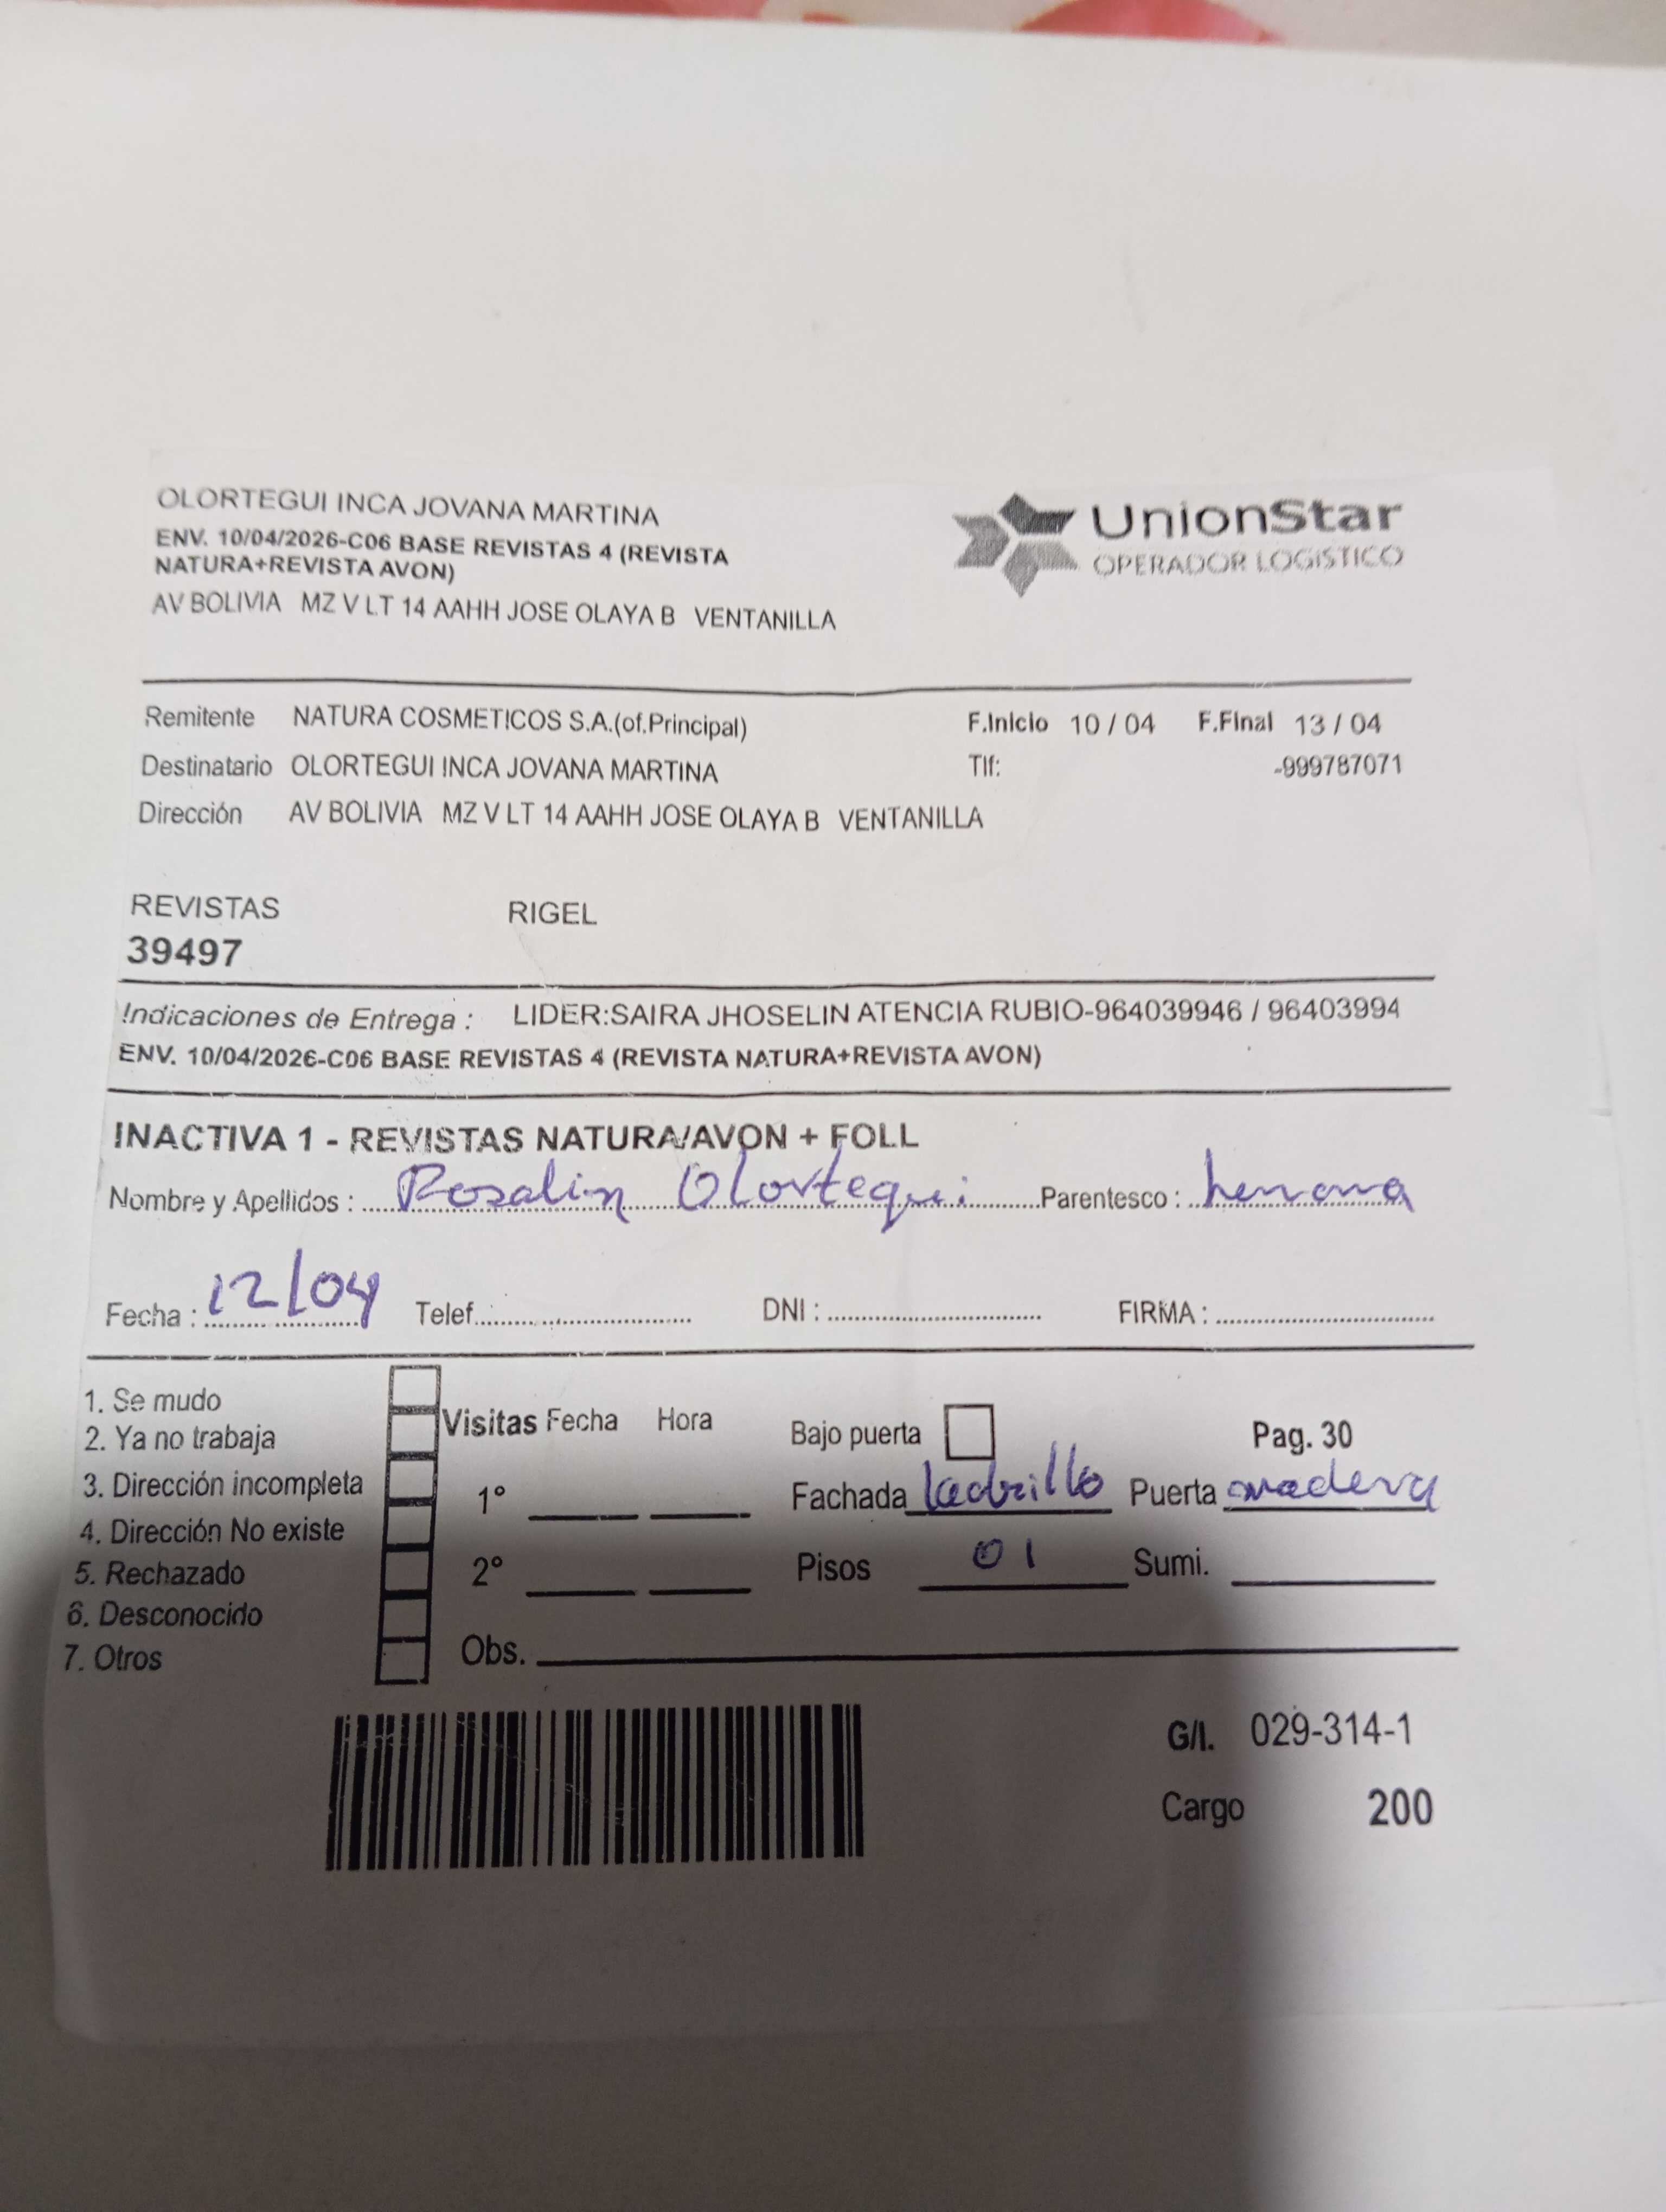 OLORTEGUI INCA JOVANA MARTINA
ENV. 10/04/2026-C06 BASE REVISTAS 4 (REVISTA
NATURA+REVISTA AVON)
AV BOLIVIA MZ V LT 14 AAHH JOSE OLAYA B VENTANILLA
UnionStar
OPERADOR LOGISTICO
Remitente NATURA COSMETICOS S.A.(of.Principal) F.Inicio 10 / 04 F.Final 13 / 04
Destinatario OLORTEGUI INCA JOVANA MARTINA Tlf: -999787071
Dirección AV BOLIVIA MZ V LT 14 AAHH JOSE OLAYA B VENTANILLA
REVISTAS RIGEL
39497
Indicaciones de Entrega : LIDER:SAIRA JHOSELIN ATENCIA RUBIO-964039946 / 96403994
ENV. 10/04/2026-C06 BASE REVISTAS 4 (REVISTA NATURA+REVISTA AVON)
INACTIVA 1 - REVISTAS NATURA/AVON + FOLL
Nombre y Apellidos : Rosalin Olortegui Parentesco : hermana
Fecha : 12/04 Telef. DNI : FIRMA :
1. Se mudo
2. Ya no trabaja
3. Dirección incompleta
4. Dirección No existe
5. Rechazado
6. Desconocido
7. Otros
Visitas Fecha Hora
1°
2°
Obs.
Bajo puerta Pag. 30
Fachada ladrillo Puerta madera
Pisos 01 Sumi.
G/I. 029-314-1
Cargo 200